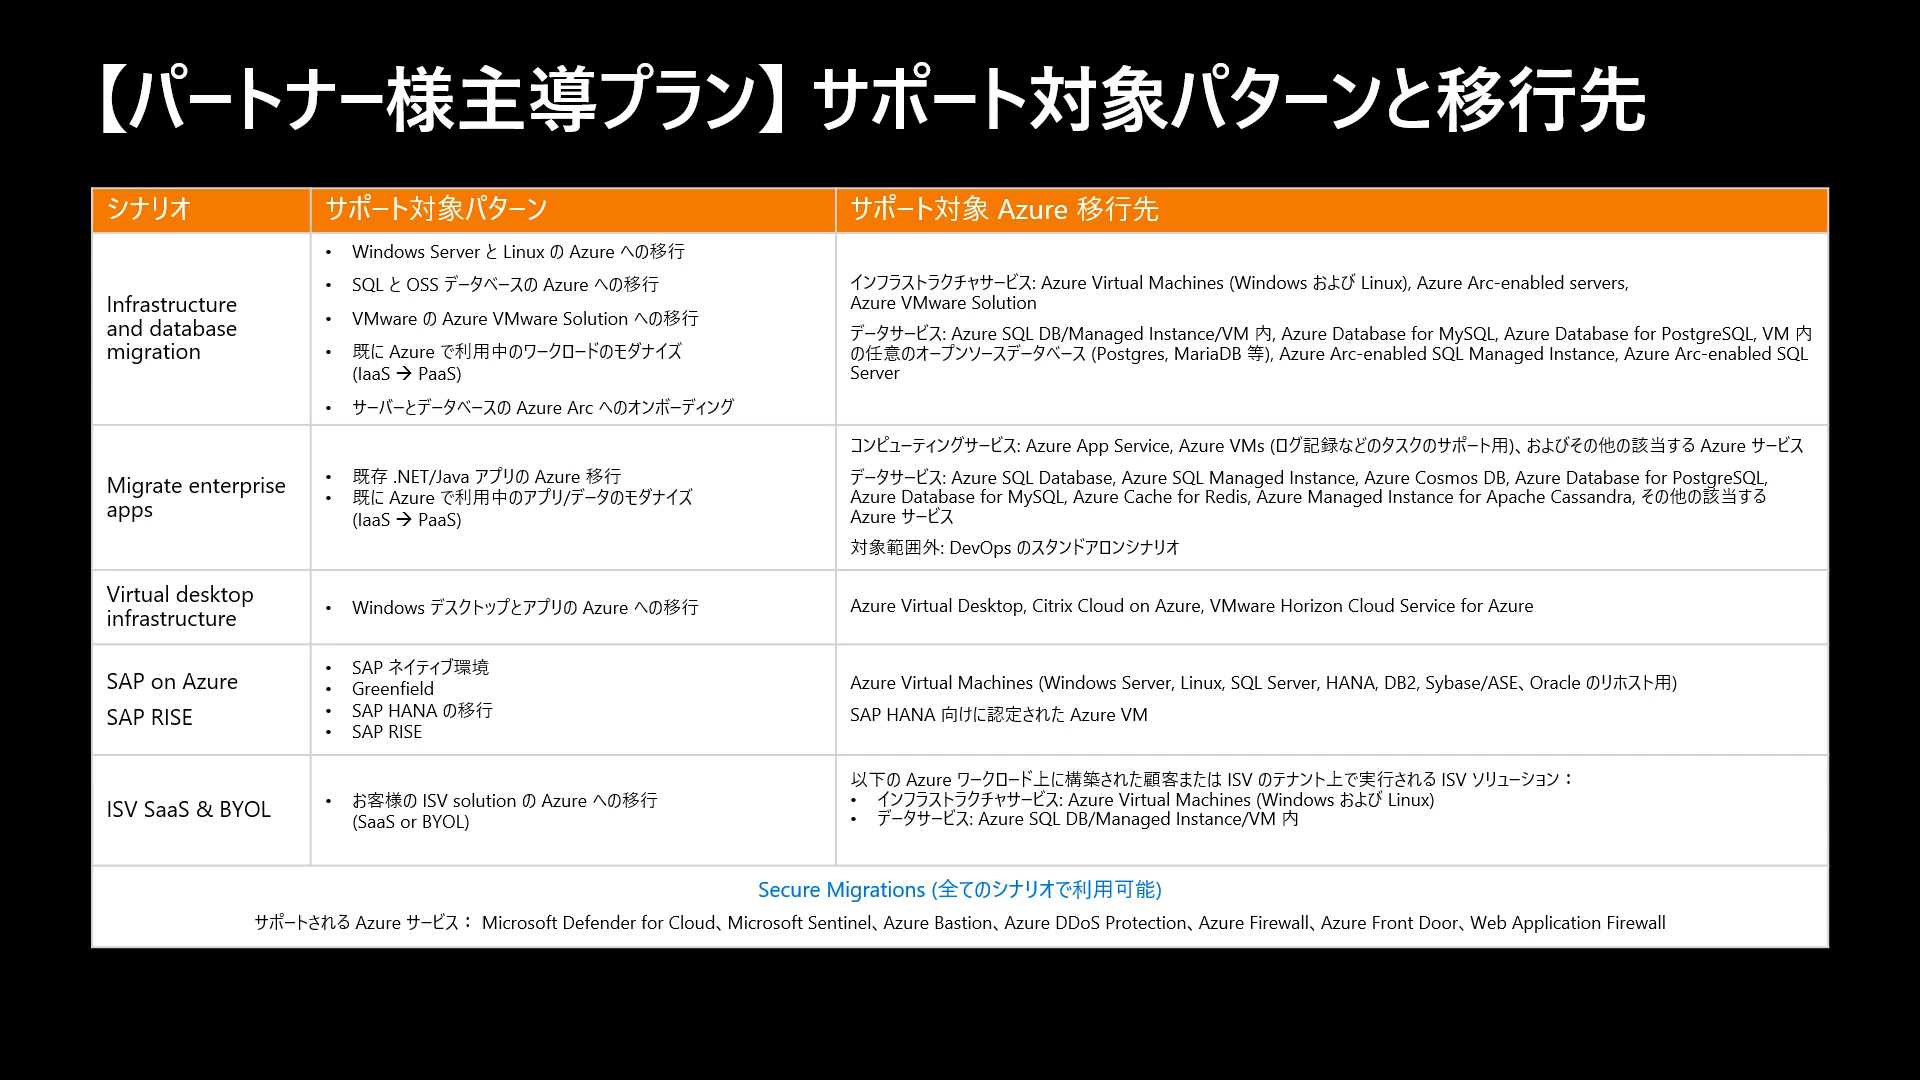 【パートナー様主導プラン】 サポート対象パターンと移行先
シナリオ
サポート対象パターン
サポート対象 Azure 移行先
Infrastructure
and database
migration
• Windows Server と Linux の Azure への移行
• SQL と OSS データベースの Azure への移行
• VMware の Azure VMware Solution への移行
• 既に Azure で利用中のワークロードのモダナイズ
(IaaS → PaaS)
• サーバーとデータベースの Azure Arc へのオンボーディング
インフラストラクチャサービス: Azure Virtual Machines (Windows および Linux), Azure Arc-enabled servers,
Azure VMware Solution
データサービス: Azure SQL DB/Managed Instance/VM 内, Azure Database for MySQL, Azure Database for PostgreSQL, VM 内
の任意のオープンソースデータベース (Postgres, MariaDB 等), Azure Arc-enabled SQL Managed Instance, Azure Arc-enabled SQL
Server
Migrate enterprise
apps
• 既存 .NET/Java アプリの Azure 移行
• 既に Azure で利用中のアプリ/データのモダナイズ
(IaaS → PaaS)
コンピューティングサービス: Azure App Service, Azure VMs (ログ記録などのタスクのサポート用)、およびその他の該当する Azure サービス
データサービス: Azure SQL Database, Azure SQL Managed Instance, Azure Cosmos DB, Azure Database for PostgreSQL,
Azure Database for MySQL, Azure Cache for Redis, Azure Managed Instance for Apache Cassandra, その他の該当する
Azure サービス
対象範囲外: DevOps のスタンドアロンシナリオ
Virtual desktop
infrastructure
• Windows デスクトップとアプリの Azure への移行
Azure Virtual Desktop, Citrix Cloud on Azure, VMware Horizon Cloud Service for Azure
SAP on Azure
SAP RISE
• SAP ネイティブ環境
• Greenfield
• SAP HANA の移行
• SAP RISE
Azure Virtual Machines (Windows Server, Linux, SQL Server, HANA, DB2, Sybase/ASE、Oracle のリホスト用)
SAP HANA 向けに認定された Azure VM
ISV SaaS & BYOL
• お客様の ISV solution の Azure への移行
(SaaS or BYOL)
以下の Azure ワークロード上に構築された顧客または ISV のテナント上で実行される ISV ソリューション：
• インフラストラクチャサービス: Azure Virtual Machines (Windows および Linux)
• データサービス: Azure SQL DB/Managed Instance/VM 内
Secure Migrations (全てのシナリオで利用可能)
サポートされる Azure サービス： Microsoft Defender for Cloud、Microsoft Sentinel、Azure Bastion、Azure DDoS Protection、Azure Firewall、Azure Front Door、Web Application Firewall